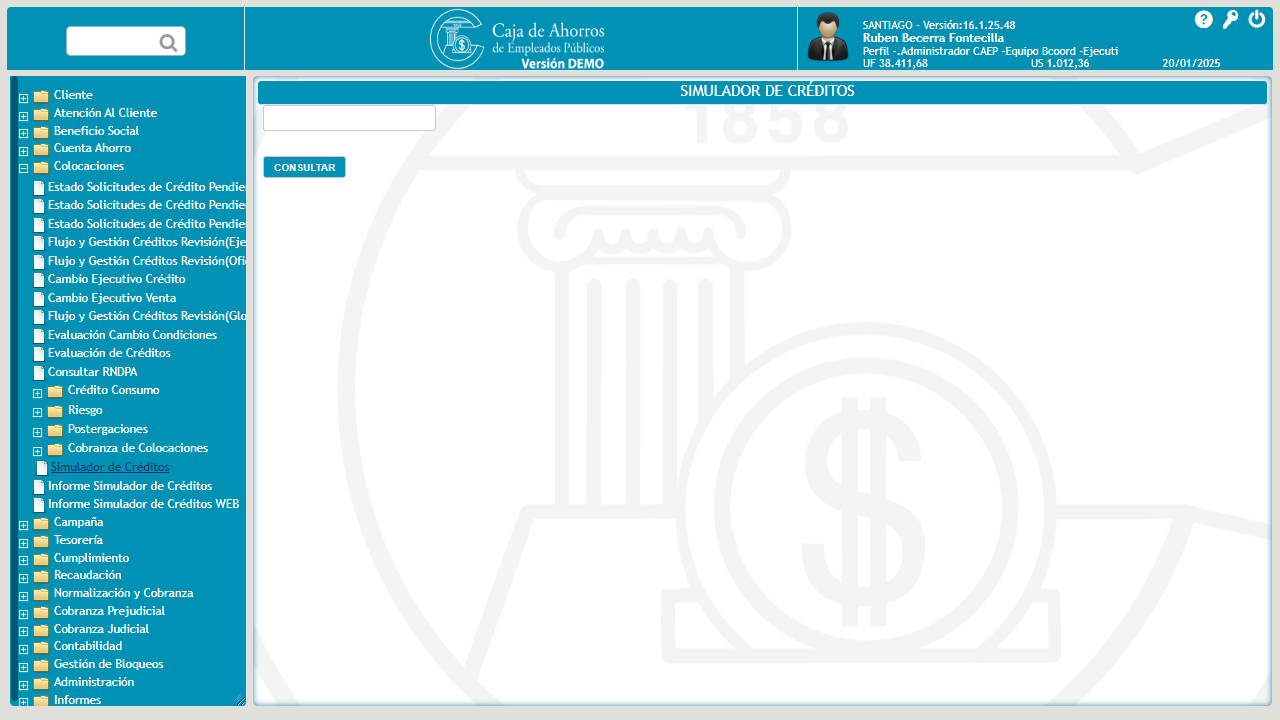 Caja de Ahorros
de Empleados Públicos
Versión DEMO
SANTIAGO - Versión:16.1.25.48
Ruben Becerra Fontecilla
Perfil -.Administrador CAEP -Equipo Bcoord -Ejecuti
UF 38.411,68 US 1.012,36 20/01/2025
Cliente
Atención Al Cliente
Beneficio Social
Cuenta Ahorro
Colocaciones
Estado Solicitudes de Crédito Pendie
Estado Solicitudes de Crédito Pendie
Estado Solicitudes de Crédito Pendie
Flujo y Gestión Créditos Revisión(Eje
Flujo y Gestión Créditos Revisión(Ofi
Cambio Ejecutivo Crédito
Cambio Ejecutivo Venta
Flujo y Gestión Créditos Revisión(Glo
Evaluación Cambio Condiciones
Evaluación de Créditos
Consultar RNDPA
Crédito Consumo
Riesgo
Postergaciones
Cobranza de Colocaciones
Simulador de Créditos
Informe Simulador de Créditos
Informe Simulador de Créditos WEB
Campaña
Tesorería
Cumplimiento
Recaudación
Normalización y Cobranza
Cobranza Prejudicial
Cobranza Judicial
Contabilidad
Gestión de Bloqueos
Administración
Informes
SIMULADOR DE CRÉDITOS
1858
CONSULTAR
$